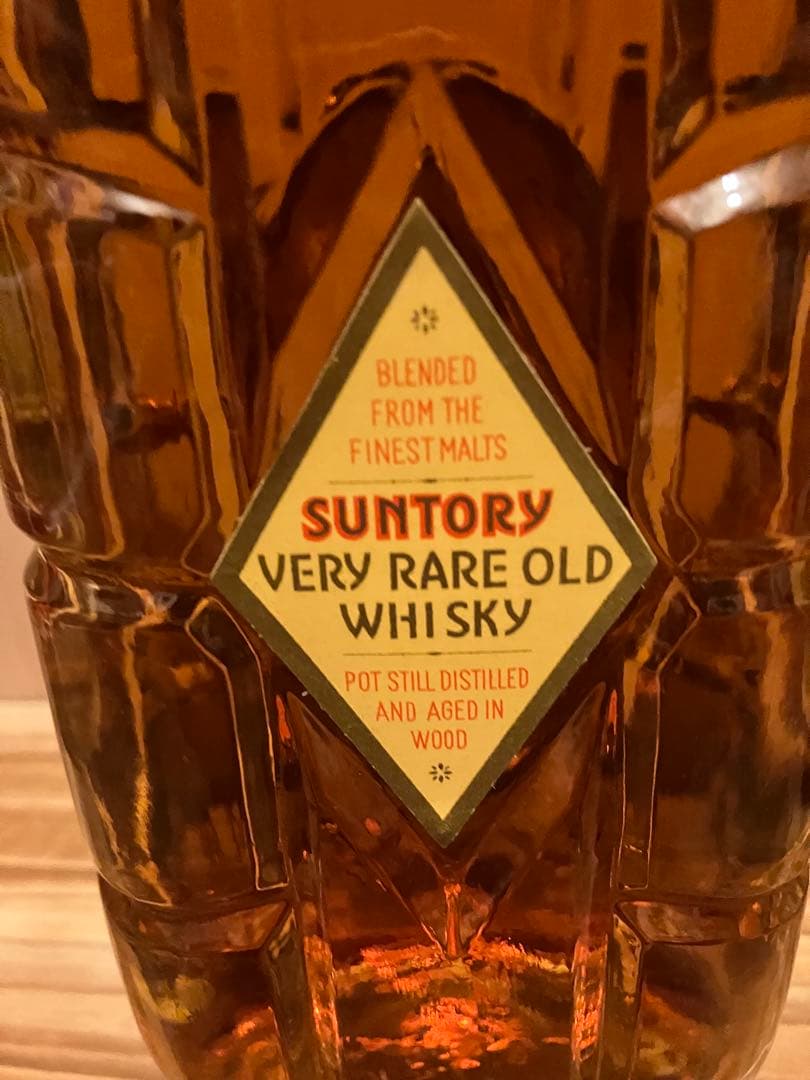 BLENDED
FROM THE
FINEST MALTS
SUNTORY
VERY RARE OLD
WHISKY
POT STILL DISTILLED
AND AGED IN
WOOD